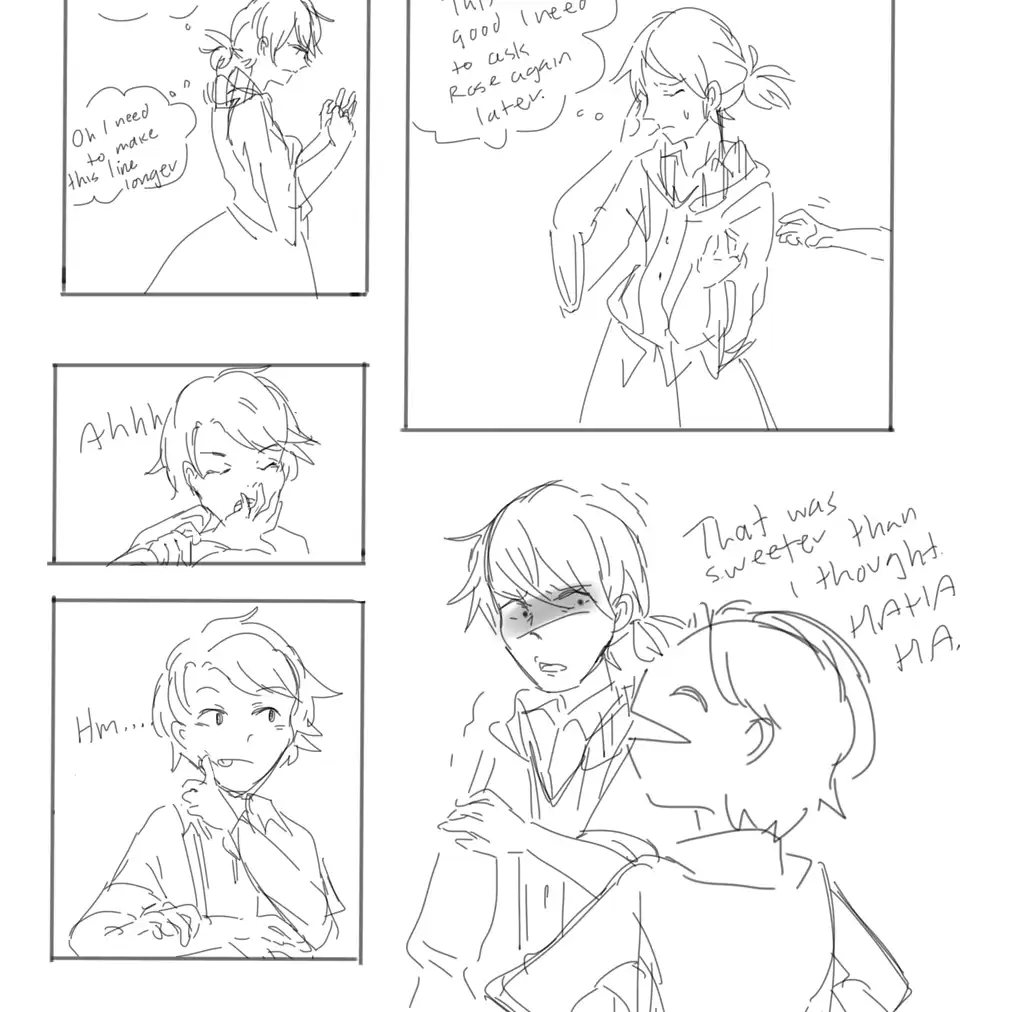 Oh I need
to make
this line
longer
This
good I need
to ask
Rose again
later.
Ahhh
Hm....
That was
sweeter than
I thought.
HAHA
HA.